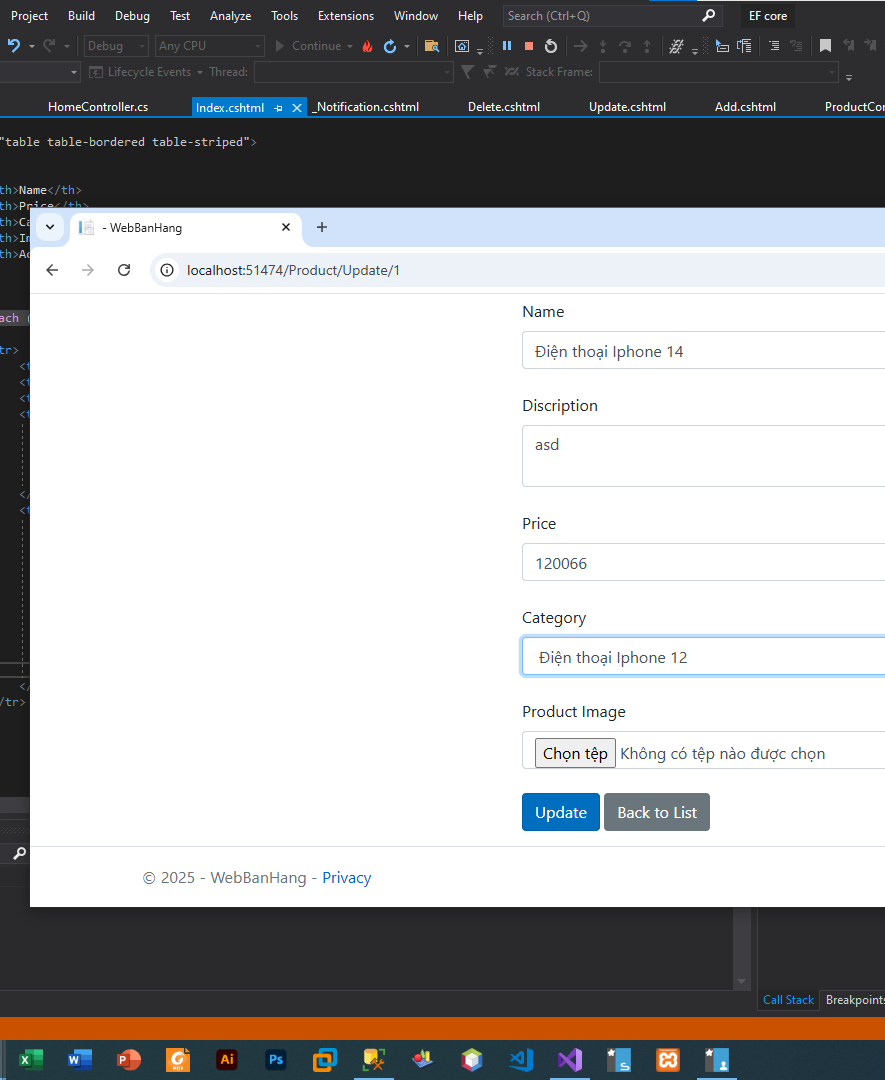 Project Build Debug Test Analyze Tools Extensions Window Help Search (Ctrl+Q) EF core
Debug Any CPU Continue
Lifecycle Events Thread: Stack Frame:
HomeController.cs Index.cshtml _Notification.cshtml Delete.cshtml Update.cshtml Add.cshtml ProductCor
"table table-bordered table-striped">
th>Name</th>
th>Price</th>
th>Ca
th>In
th>Ac
- WebBanHang
localhost:51474/Product/Update/1
ach (
tr>
<t
<t
<t
<t
</
<t
</
/tr>
Name
Điện thoại Iphone 14
Discription
asd
Price
120066
Category
Điện thoại Iphone 12
Product Image
Chọn tệp Không có tệp nào được chọn
Update Back to List
© 2025 - WebBanHang - Privacy
Call Stack Breakpoints
X W P PDF Ai Ps S